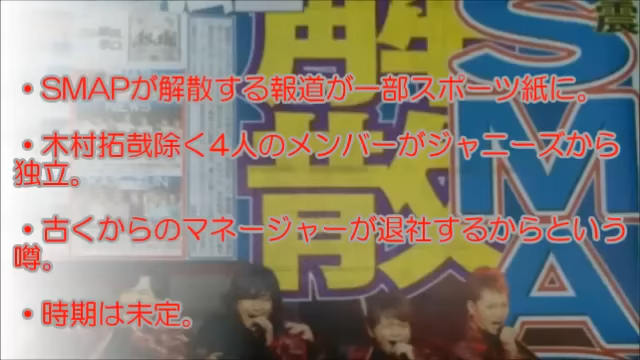 ・SMAPが解散する報道が一部スポーツ紙に。
・木村拓哉除く4人のメンバーがジャニーズから
独立。
・古くからのマネージャーが退社するからという
噂。
・時期は未定。
解散
SMA
震